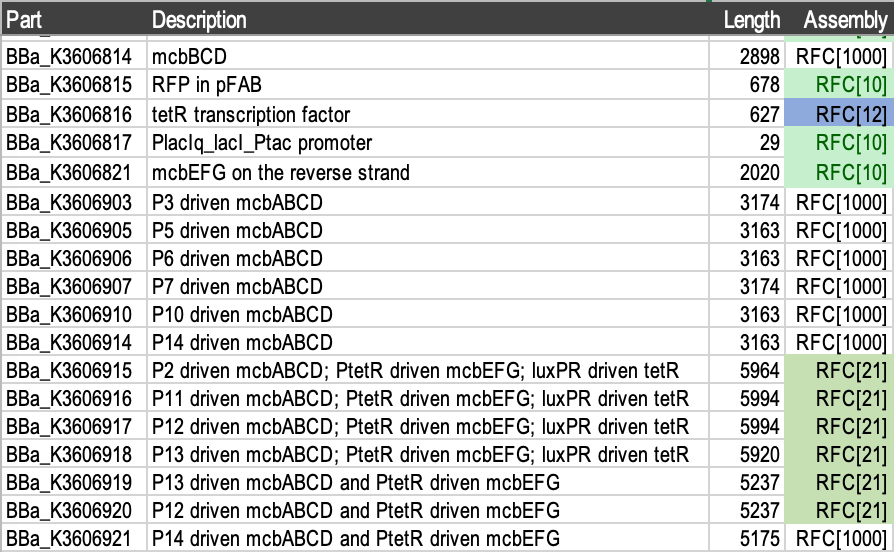 Part Description Length Assembly
BBa_K3606814 mcbBCD 2898 RFC[1000]
BBa_K3606815 RFP in pFAB 678 RFC[10]
BBa_K3606816 tetR transcription factor 627 RFC[12]
BBa_K3606817 PlacIq_lacI_Ptac promoter 29 RFC[10]
BBa_K3606821 mcbEFG on the reverse strand 2020 RFC[10]
BBa_K3606903 P3 driven mcbABCD 3174 RFC[1000]
BBa_K3606905 P5 driven mcbABCD 3163 RFC[1000]
BBa_K3606906 P6 driven mcbABCD 3163 RFC[1000]
BBa_K3606907 P7 driven mcbABCD 3174 RFC[1000]
BBa_K3606910 P10 driven mcbABCD 3163 RFC[1000]
BBa_K3606914 P14 driven mcbABCD 3163 RFC[1000]
BBa_K3606915 P2 driven mcbABCD; PtetR driven mcbEFG; luxPR driven tetR 5964 RFC[21]
BBa_K3606916 P11 driven mcbABCD; PtetR driven mcbEFG; luxPR driven tetR 5994 RFC[21]
BBa_K3606917 P12 driven mcbABCD; PtetR driven mcbEFG; luxPR driven tetR 5994 RFC[21]
BBa_K3606918 P13 driven mcbABCD; PtetR driven mcbEFG; luxPR driven tetR 5920 RFC[21]
BBa_K3606919 P13 driven mcbABCD and PtetR driven mcbEFG 5237 RFC[21]
BBa_K3606920 P12 driven mcbABCD and PtetR driven mcbEFG 5237 RFC[21]
BBa_K3606921 P14 driven mcbABCD and PtetR driven mcbEFG 5175 RFC[1000]